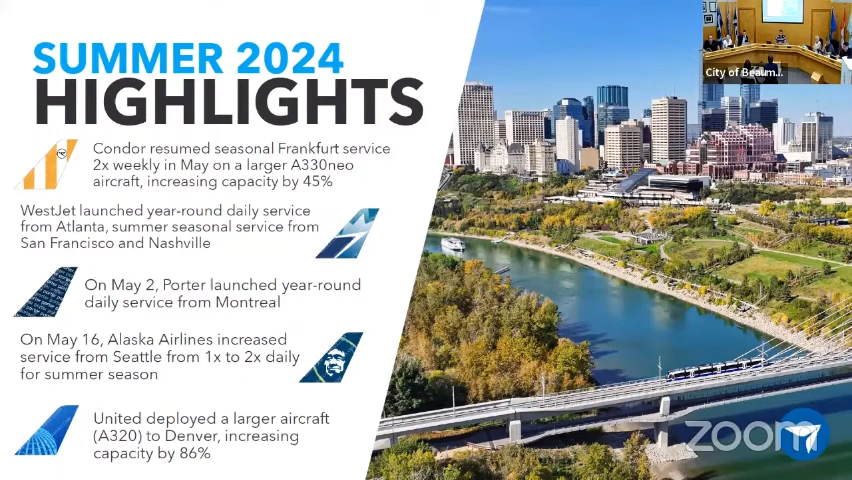 SUMMER 2024
HIGHLIGHTS
Condor resumed seasonal Frankfurt service
2x weekly in May on a larger A330neo
aircraft, increasing capacity by 45%
WestJet launched year-round daily service
from Atlanta, summer seasonal service from
San Francisco and Nashville
On May 2, Porter launched year-round
daily service from Montreal
On May 16, Alaska Airlines increased
service from Seattle from 1x to 2x daily
for summer season
United deployed a larger aircraft
(A320) to Denver, increasing
capacity by 86%
City of Beaum...
zoom